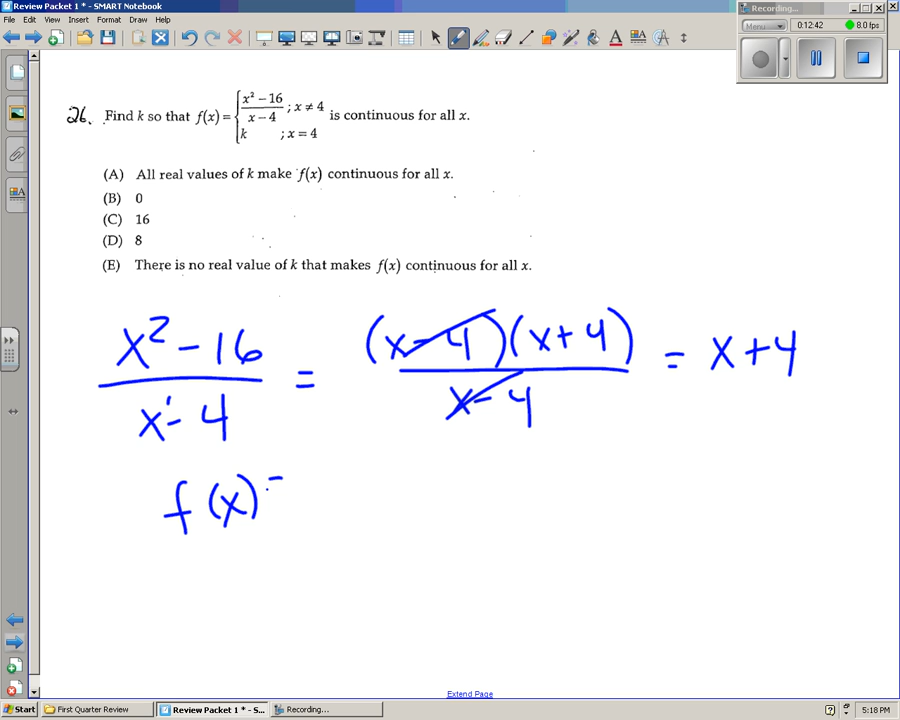 Review Packet 1 * - SMART Notebook
Recording...
File Edit View Insert Format Draw Help
Menu 0:12:42 8.0 fps
26. Find k so that f(x) = { x² − 16 / x − 4 ; x ≠ 4 is continuous for all x.
k ; x = 4
(A) All real values of k make f(x) continuous for all x.
(B) 0
(C) 16
(D) 8
(E) There is no real value of k that makes f(x) continuous for all x.
x² − 16 / x − 4 = (x − 4)(x + 4) / x − 4 = x + 4
f(x) =
Extend Page
Start First Quarter Review Review Packet 1 * - S... Recording... 5:18 PM